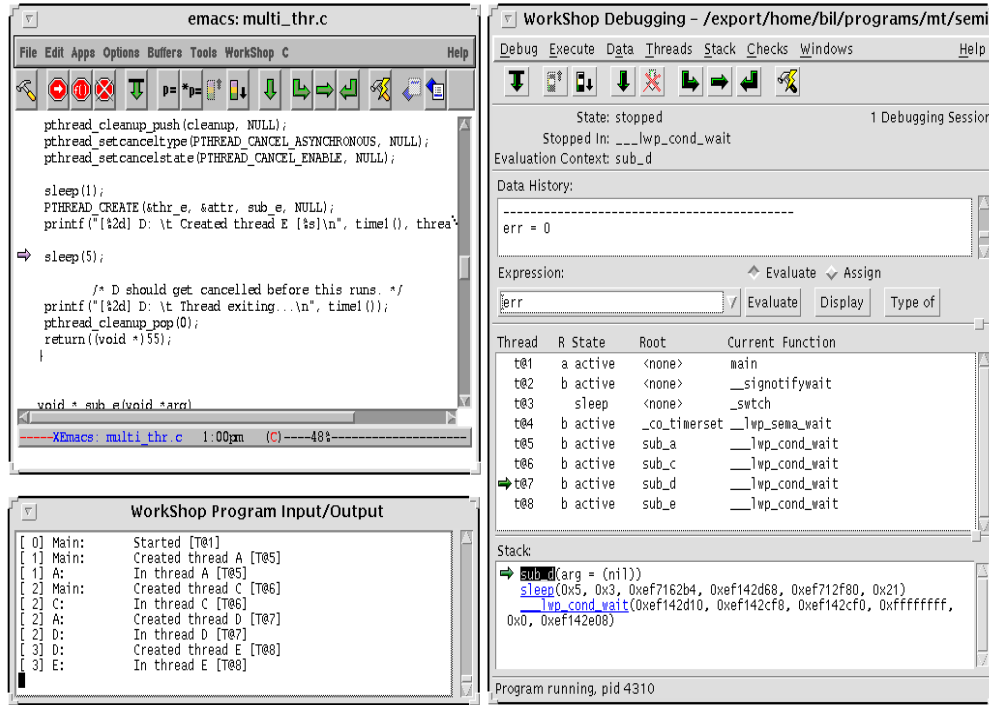 emacs: multi_thr.c
File Edit Apps Options Buffers Tools WorkShop C Help
p= *p=
pthread_cleanup_push(cleanup, NULL);
pthread_setcanceltype(PTHREAD_CANCEL_ASYNCHRONOUS, NULL);
pthread_setcancelstate(PTHREAD_CANCEL_ENABLE, NULL);
sleep(1);
PTHREAD_CREATE(&thr_e, &attr, sub_e, NULL);
printf("[%2d] D: \t Created thread E [%s]\n", time1(), threa
sleep(5);
/* D should get cancelled before this runs. */
printf("[%2d] D: \t Thread exiting...\n", time1());
pthread_cleanup_pop(0);
return((void *)55);
}
void * sub_e(void *arg)
-----XEmacs: multi_thr.c 1:00pm (C)----48%----------------------
WorkShop Program Input/Output
[ 0] Main: Started [T@1]
[ 1] Main: Created thread A [T@5]
[ 1] A: In thread A [T@5]
[ 2] Main: Created thread C [T@6]
[ 2] C: In thread C [T@6]
[ 2] A: Created thread D [T@7]
[ 2] D: In thread D [T@7]
[ 3] D: Created thread E [T@8]
[ 3] E: In thread E [T@8]
WorkShop Debugging – /export/home/bil/programs/mt/semi
Debug Execute Data Threads Stack Checks Windows Help
State: stopped 1 Debugging Session
Stopped In: ___lwp_cond_wait
Evaluation Context: sub_d
Data History:
-------------------------------------------
err = 0
Expression: Evaluate Assign
err Evaluate Display Type of
Thread R State Root Current Function
t@1 a active <none> main
t@2 b active <none> __signotifywait
t@3 sleep <none> _swtch
t@4 b active _co_timerset __lwp_sema_wait
t@5 b active sub_a ___lwp_cond_wait
t@6 b active sub_c ___lwp_cond_wait
t@7 b active sub_d ___lwp_cond_wait
t@8 b active sub_e ___lwp_cond_wait
Stack:
sub_d(arg = (nil))
sleep(0x5, 0x3, 0xef7162b4, 0xef142d68, 0xef712f80, 0x21)
___lwp_cond_wait(0xef142d10, 0xef142cf8, 0xef142cf0, 0xffffffff,
0x0, 0xef142e08)
Program running, pid 4310